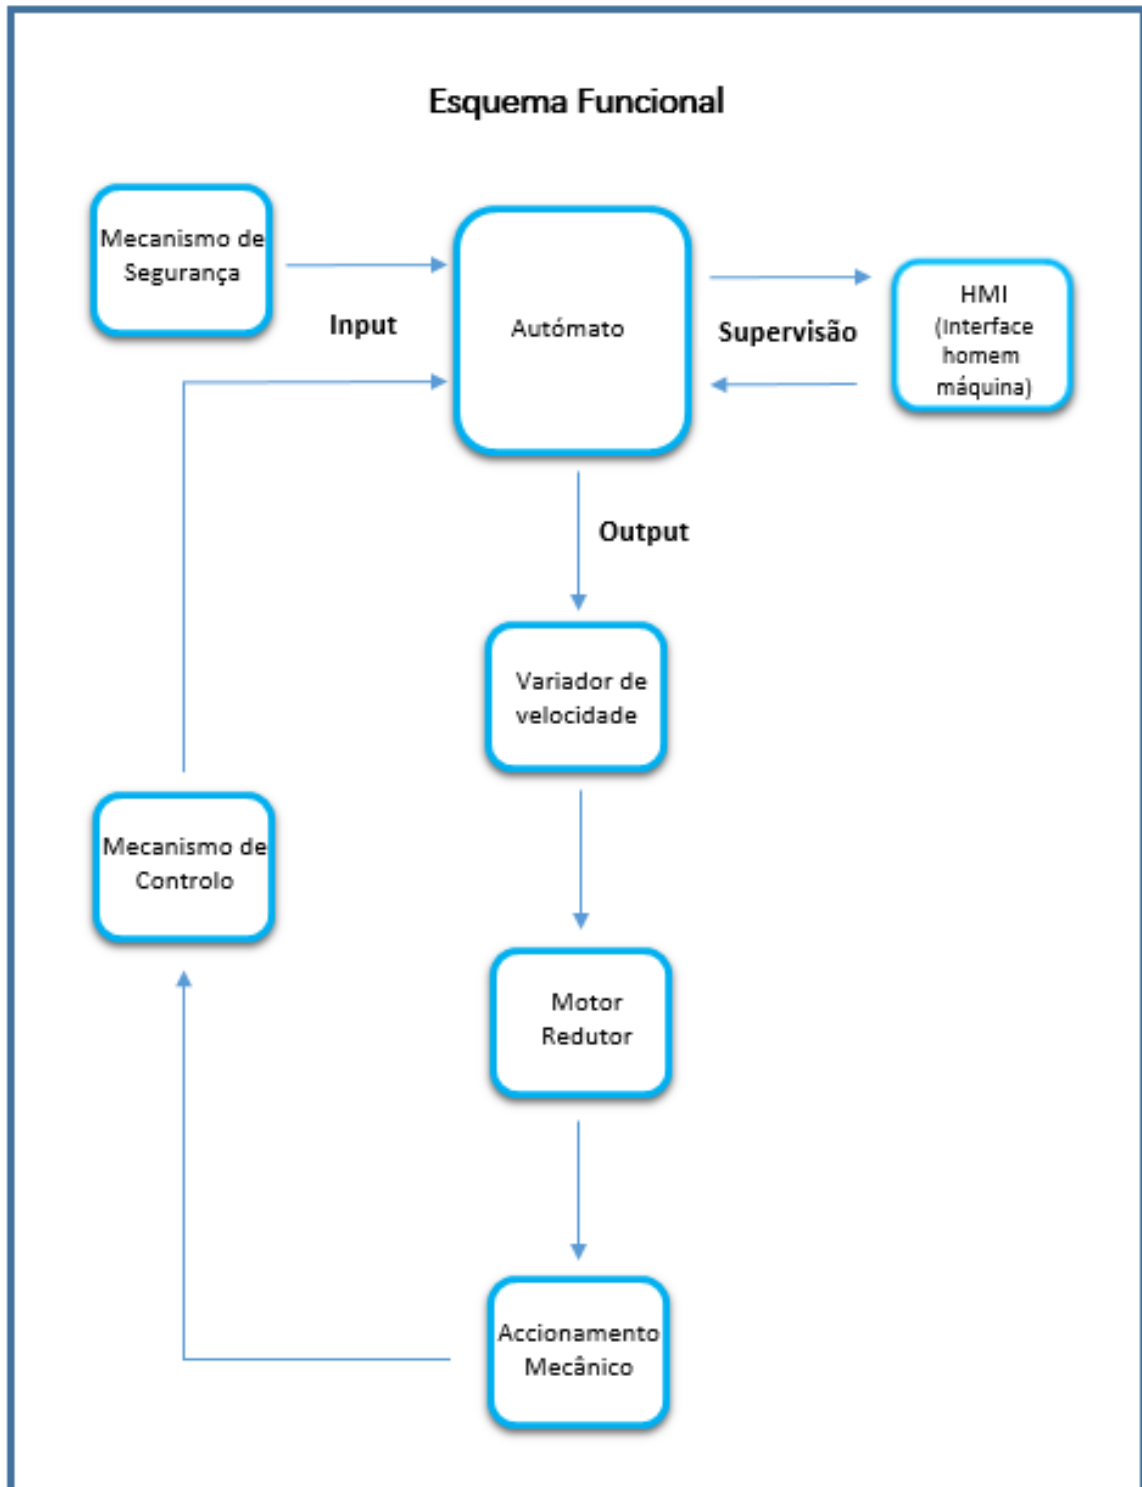 Esquema Funcional
Mecanismo de
Segurança
Input
Autómato
Supervisão
HMI
(Interface
homem
máquina)
Output
Variador de
velocidade
Mecanismo de
Controlo
Motor
Redutor
Accionamento
Mecânico